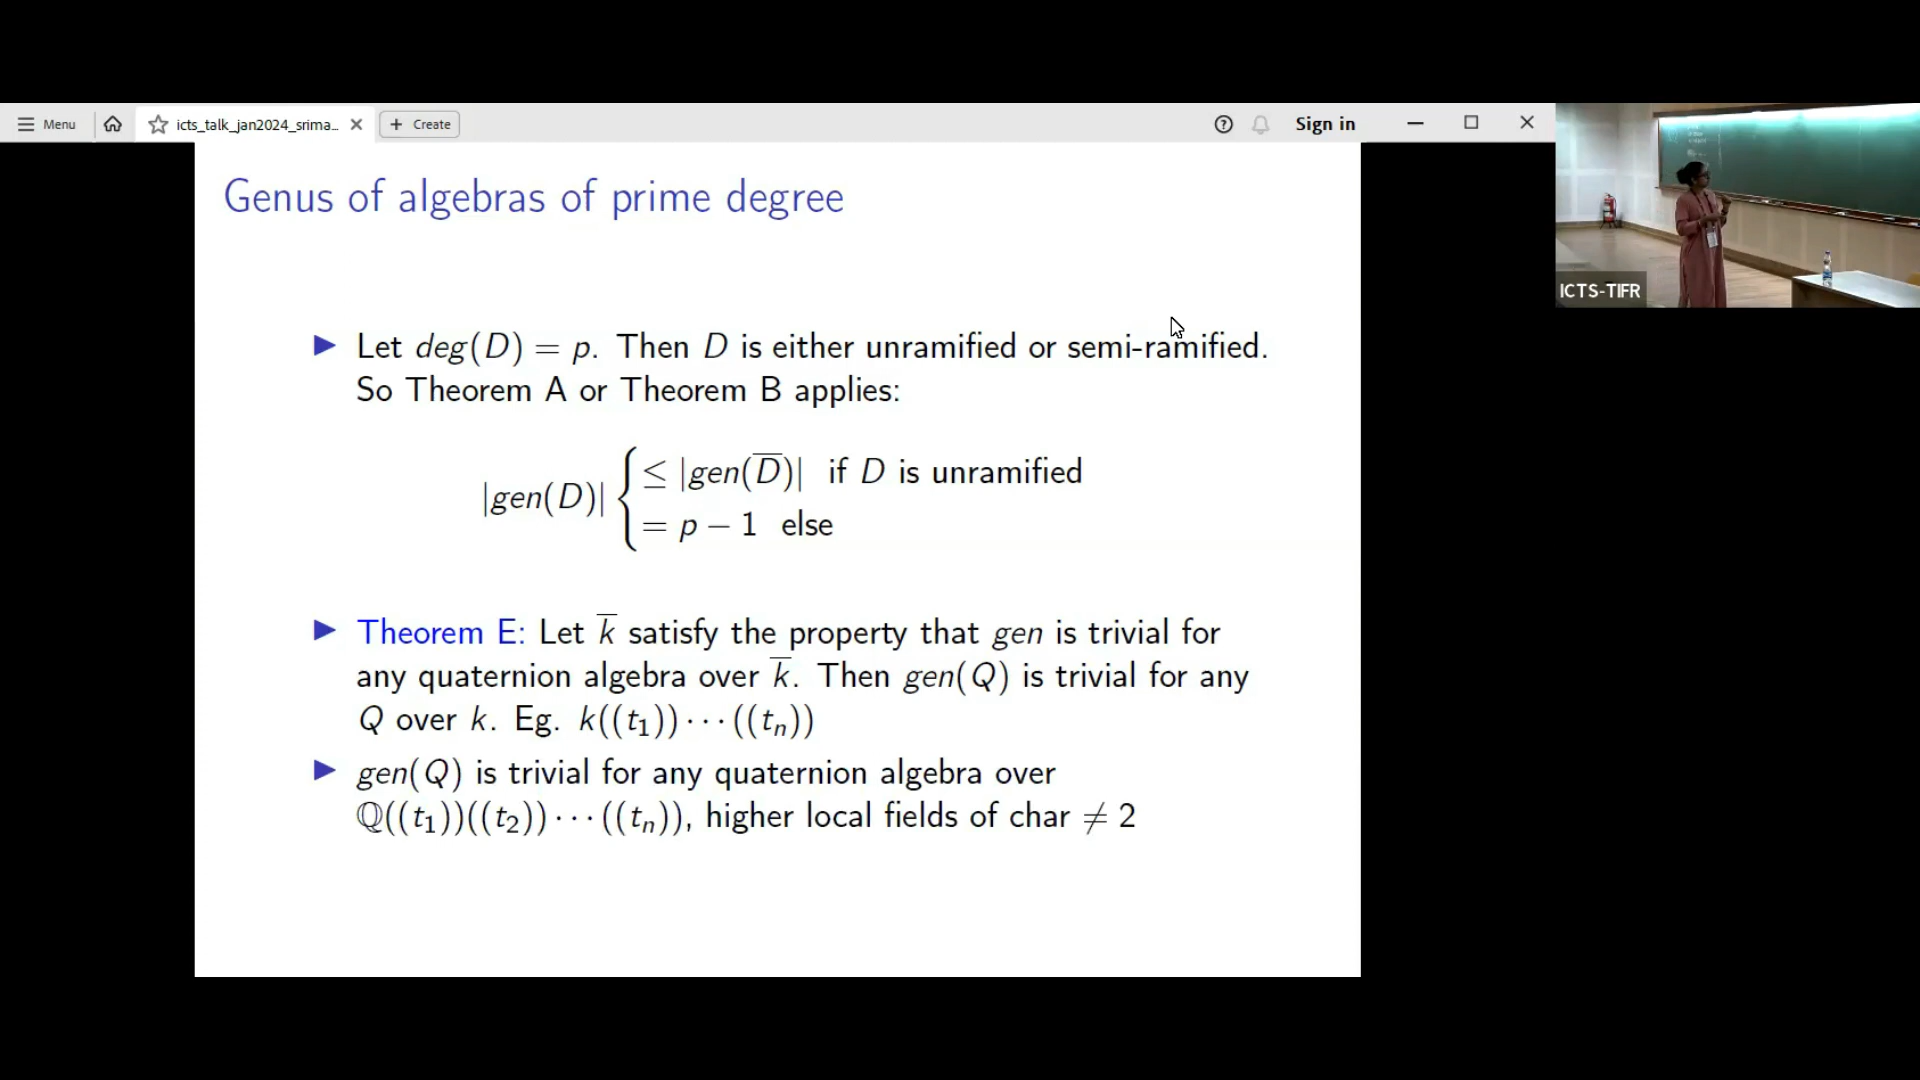 Menu
icts_talk_jan2024_srima...
Create
Sign in
ICTS-TIFR
Genus of algebras of prime degree
Let deg(D) = p. Then D is either unramified or semi-ramified.
So Theorem A or Theorem B applies:
|gen(D)| { ≤ |gen(D̅)| if D is unramified
= p − 1 else
Theorem E: Let k̅ satisfy the property that gen is trivial for
any quaternion algebra over k̅. Then gen(Q) is trivial for any
Q over k. Eg. k((t₁)) ··· ((tₙ))
gen(Q) is trivial for any quaternion algebra over
ℚ((t₁))((t₂)) ··· ((tₙ)), higher local fields of char ≠ 2